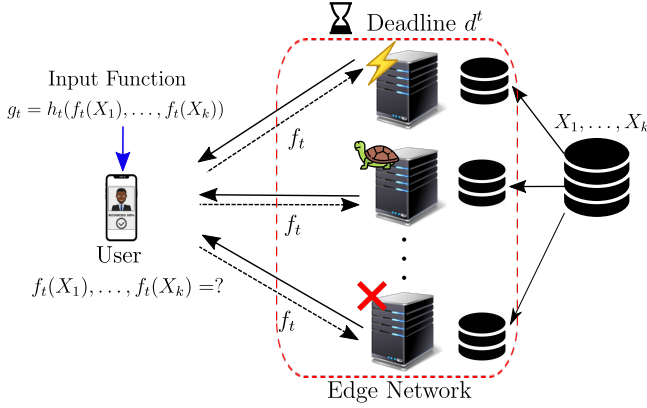 Deadline d^t
Input Function
g_t = h_t(f_t(X_1), . . . , f_t(X_k))
f_t
X_1, . . . , X_k
f_t
User
f_t(X_1), . . . , f_t(X_k) =?
f_t
Edge Network